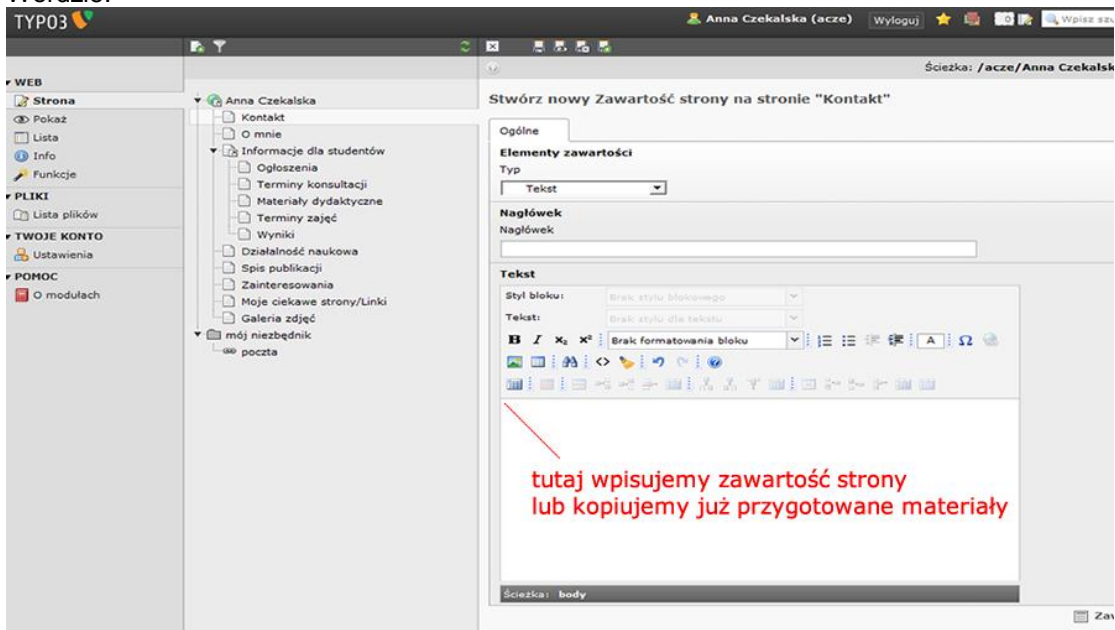 TYPO3
Anna Czekalska (acze)
Wyloguj
Ścieżka: /acze/Anna Czekalsk
WEB
Strona
Pokaż
Lista
Info
Funkcje
PLIKI
Lista plików
TWOJE KONTO
Ustawienia
POMOC
O modułach
Anna Czekalska
Kontakt
O mnie
Informacje dla studentów
Ogłoszenia
Terminy konsultacji
Materiały dydaktyczne
Terminy zajęć
Wyniki
Działalność naukowa
Spis publikacji
Zainteresowania
Moje ciekawe strony/Linki
Galeria zdjęć
mój niezbędnik
poczta
Stwórz nowy Zawartość strony na stronie "Kontakt"
Ogólne
Elementy zawartości
Typ
Tekst
Nagłówek
Nagłówek
Tekst
Styl bloku: Brak stylu blokowego
Tekst: Brak stylu dla tekstu
B I x₂ x² Brak formatowania bloku A Ω
tutaj wpisujemy zawartość strony
lub kopiujemy już przygotowane materiały
Ścieżka: body